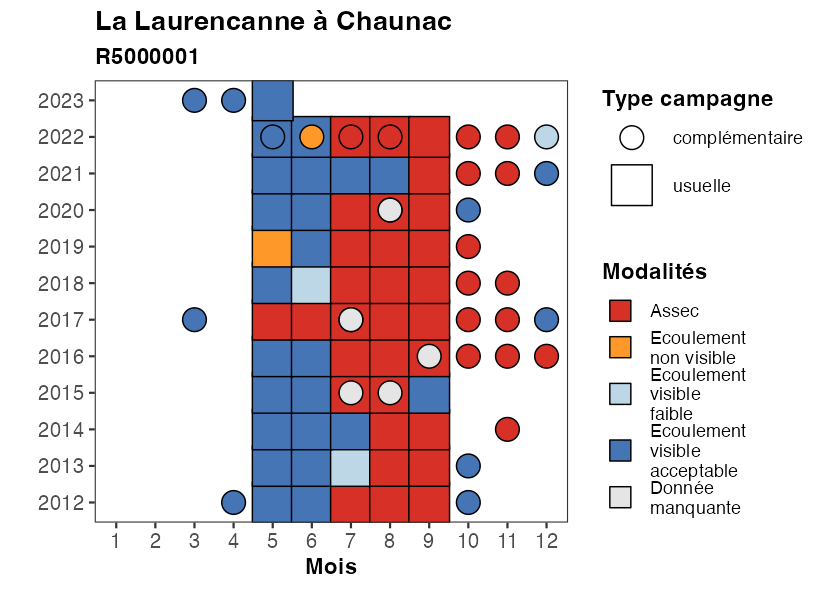 La Laurencanne à Chaunac
R5000001
2023
2022
2021
2020
2019
2018
2017
2016
2015
2014
2013
2012
1 2 3 4 5 6 7 8 9 10 11 12
Mois
Type campagne
complémentaire
usuelle
Modalités
Assec
Ecoulement
non visible
Ecoulement
visible
faible
Ecoulement
visible
acceptable
Donnée
manquante